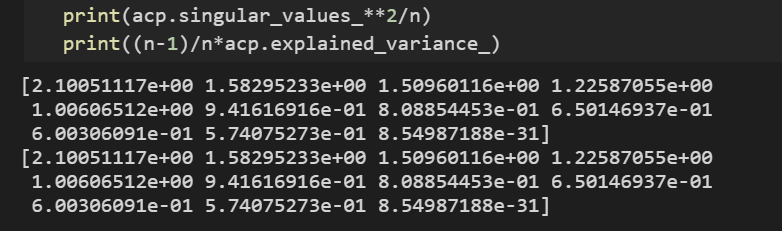 print(acp.singular_values_**2/n)
print((n-1)/n*acp.explained_variance_)
[2.10051117e+00 1.58295233e+00 1.50960116e+00 1.22587055e+00
1.00606512e+00 9.41616916e-01 8.08854453e-01 6.50146937e-01
6.00306091e-01 5.74075273e-01 8.54987188e-31]
[2.10051117e+00 1.58295233e+00 1.50960116e+00 1.22587055e+00
1.00606512e+00 9.41616916e-01 8.08854453e-01 6.50146937e-01
6.00306091e-01 5.74075273e-01 8.54987188e-31]